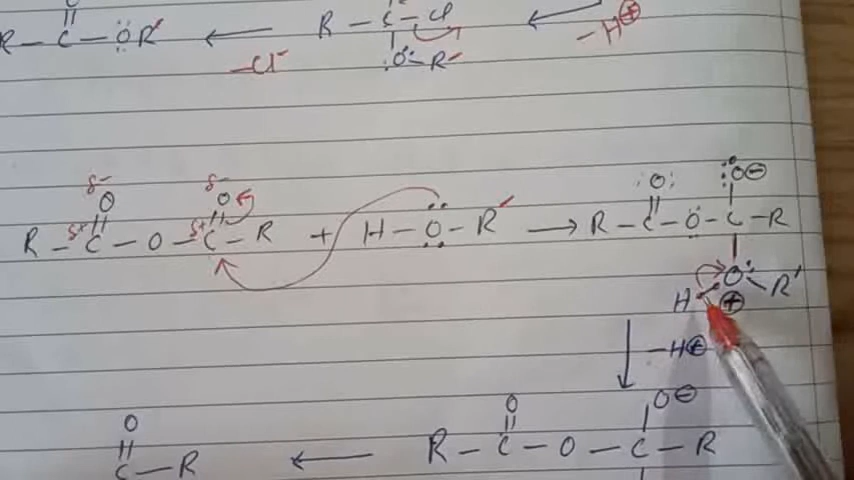 O
R — C — ÖR′ ← −Cl⁻ R — C — Cl ← −H⊕
O — R′
δ− δ− O⊖
O O O
R — δ+ C — O — δ+ C — R + H — O — R′ → R — C — O — C — R
H O R′
⊕
−H⊕
O O O⊖
C — R ← R — C — O — C — R